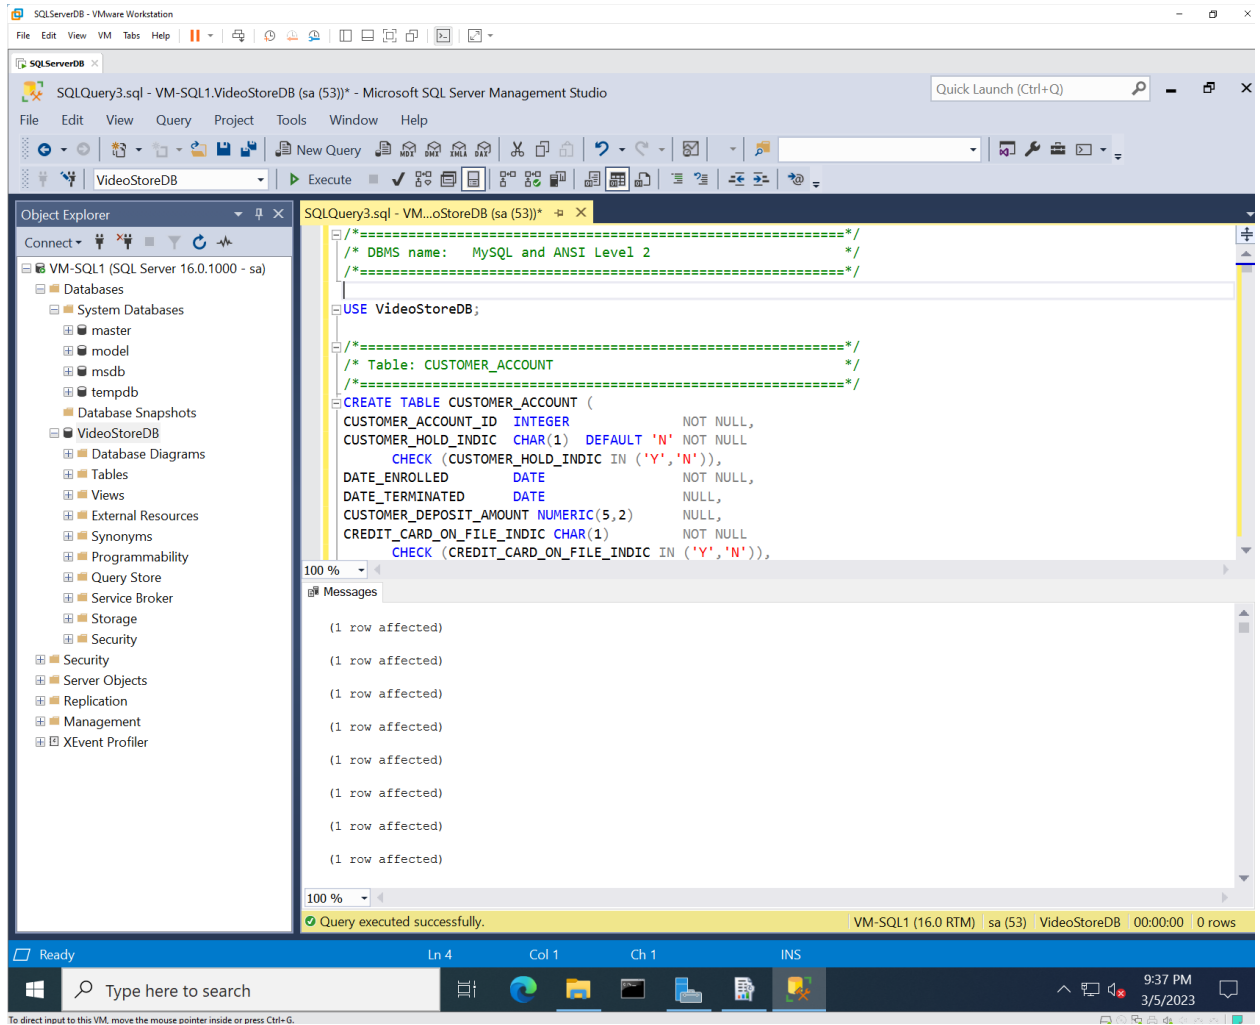 SQLServerDB - VMware Workstation
File Edit View VM Tabs Help
SQLServerDB
SQLQuery3.sql - VM-SQL1.VideoStoreDB (sa (53))* - Microsoft SQL Server Management Studio
Quick Launch (Ctrl+Q)
File Edit View Query Project Tools Window Help
New Query MDX DMX XMLA DAX
VideoStoreDB Execute
Object Explorer
Connect
VM-SQL1 (SQL Server 16.0.1000 - sa)
Databases
System Databases
master
model
msdb
tempdb
Database Snapshots
VideoStoreDB
Database Diagrams
Tables
Views
External Resources
Synonyms
Programmability
Query Store
Service Broker
Storage
Security
Security
Server Objects
Replication
Management
XEvent Profiler
SQLQuery3.sql - VM...oStoreDB (sa (53))*
/*============================================================*/
/* DBMS name:   MySQL and ANSI Level 2                        */
/*============================================================*/
USE VideoStoreDB;
/*============================================================*/
/* Table: CUSTOMER_ACCOUNT                                    */
/*============================================================*/
CREATE TABLE CUSTOMER_ACCOUNT (
CUSTOMER_ACCOUNT_ID  INTEGER              NOT NULL,
CUSTOMER_HOLD_INDIC  CHAR(1)  DEFAULT 'N' NOT NULL
      CHECK (CUSTOMER_HOLD_INDIC IN ('Y','N')),
DATE_ENROLLED        DATE                 NOT NULL,
DATE_TERMINATED      DATE                 NULL,
CUSTOMER_DEPOSIT_AMOUNT NUMERIC(5,2)      NULL,
CREDIT_CARD_ON_FILE_INDIC CHAR(1)         NOT NULL
      CHECK (CREDIT_CARD_ON_FILE_INDIC IN ('Y','N')),
100 %
Messages
(1 row affected)
(1 row affected)
(1 row affected)
(1 row affected)
(1 row affected)
(1 row affected)
(1 row affected)
(1 row affected)
100 %
Query executed successfully. VM-SQL1 (16.0 RTM) sa (53) VideoStoreDB 00:00:00 0 rows
Ready Ln 4 Col 1 Ch 1 INS
Type here to search
9:37 PM
3/5/2023
To direct input to this VM, move the mouse pointer inside or press Ctrl+G.